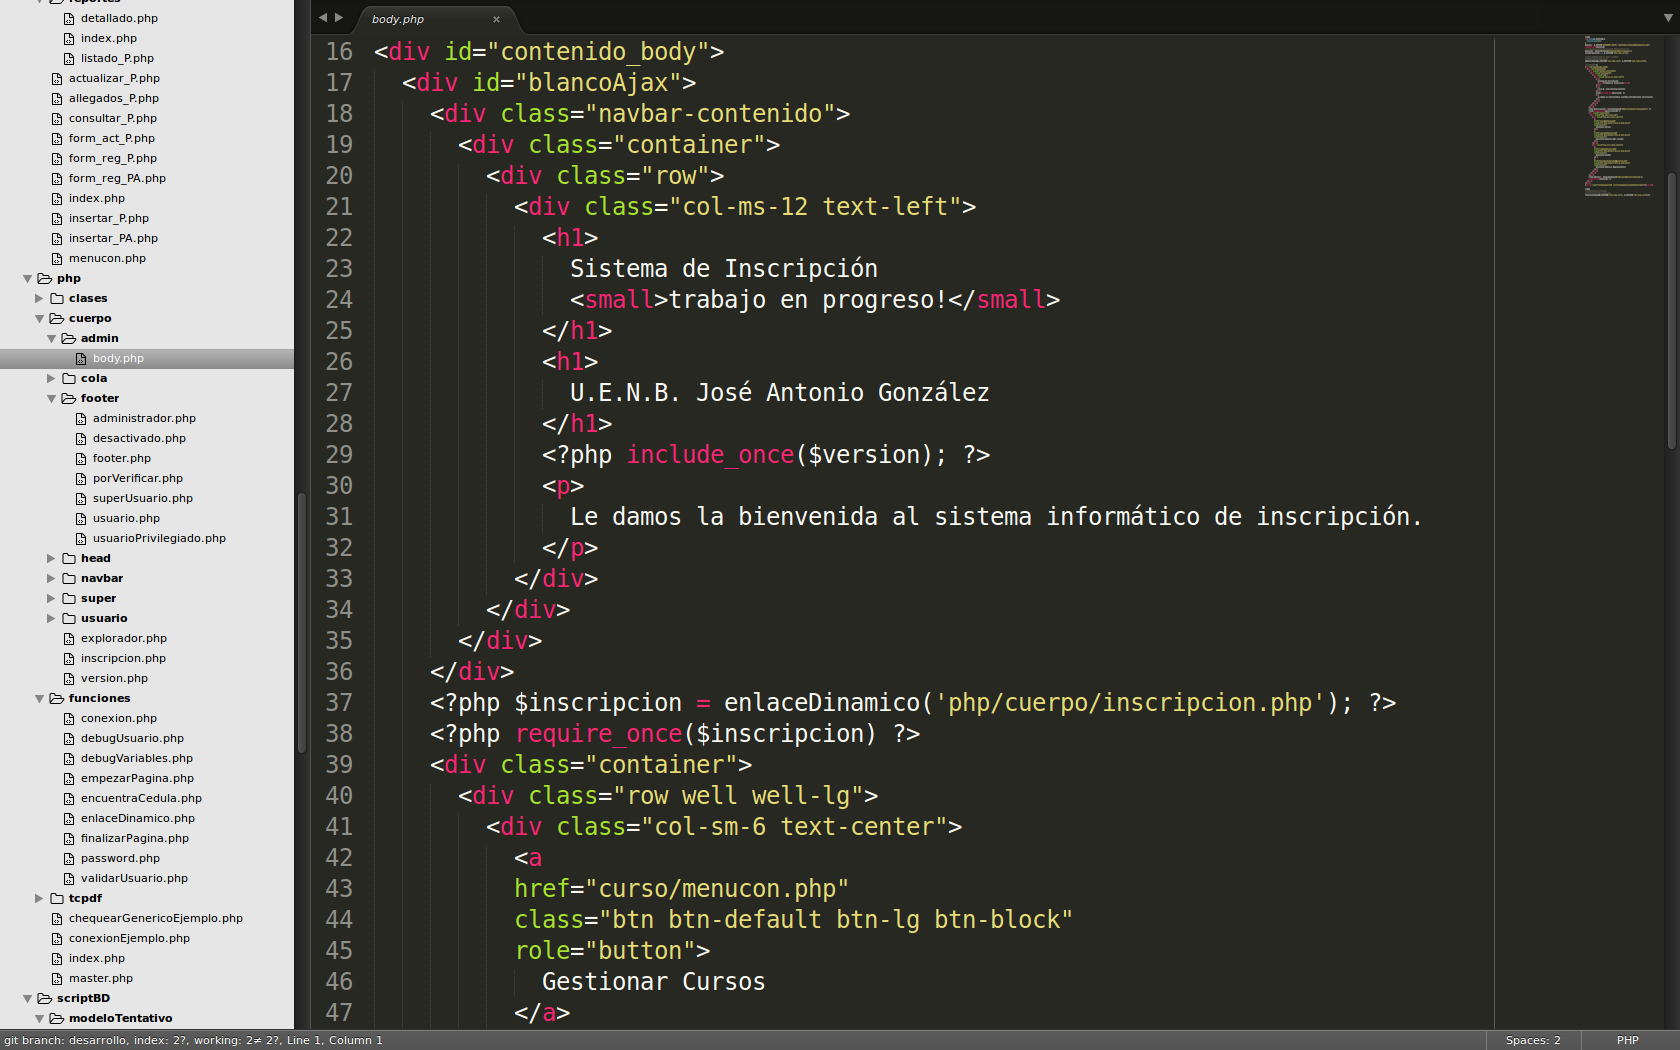 reportes
detallado.php
index.php
listado_P.php
actualizar_P.php
allegados_P.php
consultar_P.php
form_act_P.php
form_reg_P.php
form_reg_PA.php
index.php
insertar_P.php
insertar_PA.php
menucon.php
php
clases
cuerpo
admin
body.php
cola
footer
administrador.php
desactivado.php
footer.php
porVerificar.php
superUsuario.php
usuario.php
usuarioPrivilegiado.php
head
navbar
super
usuario
explorador.php
inscripcion.php
version.php
funciones
conexion.php
debugUsuario.php
debugVariables.php
empezarPagina.php
encuentraCedula.php
enlaceDinamico.php
finalizarPagina.php
password.php
validarUsuario.php
tcpdf
chequearGenericoEjemplo.php
conexionEjemplo.php
index.php
master.php
scriptBD
modeloTentativo
body.php ×
16 <div id="contenido_body">
17 <div id="blancoAjax">
18 <div class="navbar-contenido">
19 <div class="container">
20 <div class="row">
21 <div class="col-ms-12 text-left">
22 <h1>
23 Sistema de Inscripción
24 <small>trabajo en progreso!</small>
25 </h1>
26 <h1>
27 U.E.N.B. José Antonio González
28 </h1>
29 <?php include_once($version); ?>
30 <p>
31 Le damos la bienvenida al sistema informático de inscripción.
32 </p>
33 </div>
34 </div>
35 </div>
36 </div>
37 <?php $inscripcion = enlaceDinamico('php/cuerpo/inscripcion.php'); ?>
38 <?php require_once($inscripcion) ?>
39 <div class="container">
40 <div class="row well well-lg">
41 <div class="col-sm-6 text-center">
42 <a
43 href="curso/menucon.php"
44 class="btn btn-default btn-lg btn-block"
45 role="button">
46 Gestionar Cursos
47 </a>
git branch: desarrollo, index: 2?, working: 2≠ 2?, Line 1, Column 1
Spaces: 2
PHP